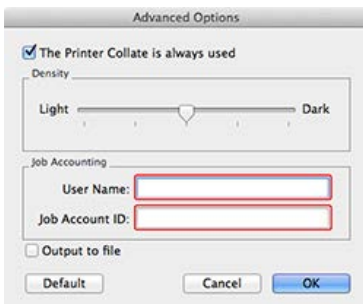 Advanced Options
The Printer Collate is always used
Density
Light Dark
Job Accounting
User Name:
Job Account ID:
Output to file
Default Cancel OK